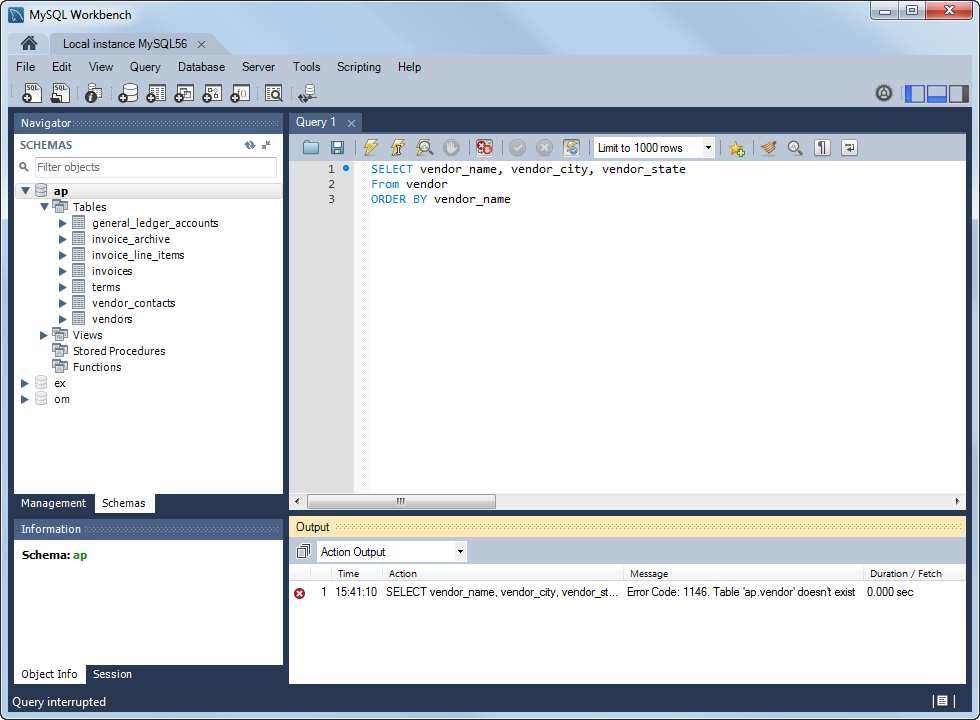 MySQL Workbench
Local instance MySQL56
File Edit View Query Database Server Tools Scripting Help
Navigator
SCHEMAS
Filter objects
ap
Tables
general_ledger_accounts
invoice_archive
invoice_line_items
invoices
terms
vendor_contacts
vendors
Views
Stored Procedures
Functions
ex
om
Management Schemas
Information
Schema: ap
Object Info Session
Query 1
Limit to 1000 rows
1 SELECT vendor_name, vendor_city, vendor_state
2 From vendor
3 ORDER BY vendor_name
Output
Action Output
Time Action Message Duration / Fetch
1 15:41:10 SELECT vendor_name, vendor_city, vendor_st... Error Code: 1146. Table 'ap.vendor' doesn't exist 0.000 sec
Query interrupted